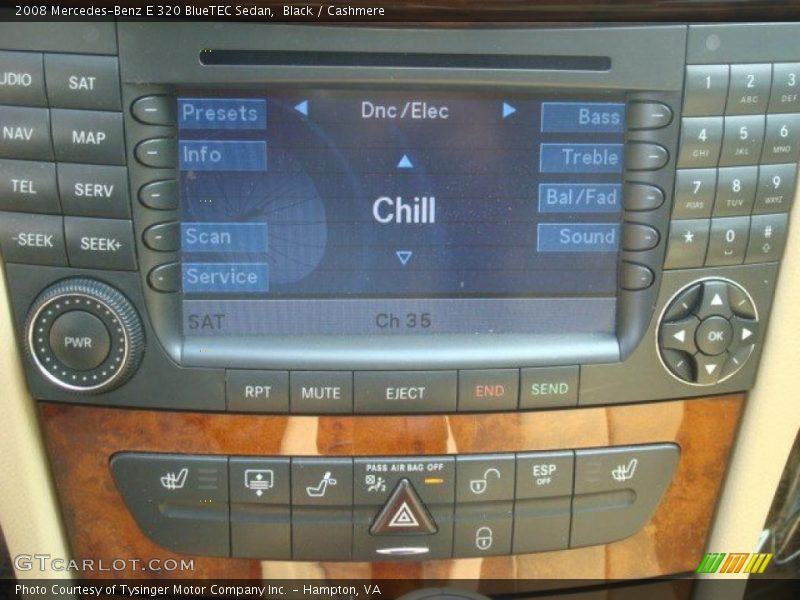 2008 Mercedes-Benz E 320 BlueTEC Sedan, Black / Cashmere
UDIO SAT
NAV MAP
TEL SERV
-SEEK SEEK+
PWR
Presets
Info
Scan
Service
Dnc/Elec
Chill
Bass
Treble
Bal/Fad
Sound
SAT Ch 35
1 2 ABC 3 DEF
4 GHI 5 JKL 6 MNO
7 PQRS 8 TUV 9 WXYZ
* 0 #
OK
RPT MUTE EJECT END SEND
PASS AIR BAG OFF
ESP
OFF
GTCarLot.com
Photo Courtesy of Tysinger Motor Company Inc. - Hampton, VA